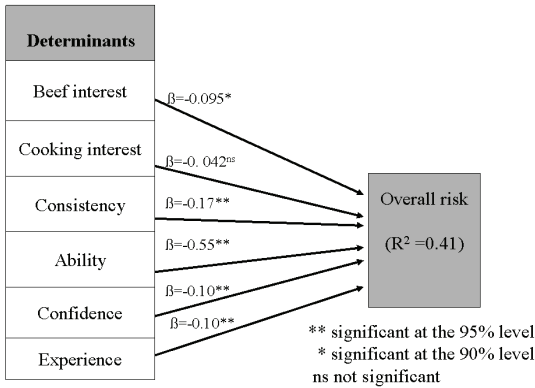 Determinants
Beef interest
Cooking interest
Consistency
Ability
Confidence
Experience
ß=-0.095*
ß=-0. 042ns
ß=-0.17**
ß=-0.55**
ß=-0.10**
ß=-0.10**
Overall risk
(R² =0.41)
** significant at the 95% level
* significant at the 90% level
ns not significant